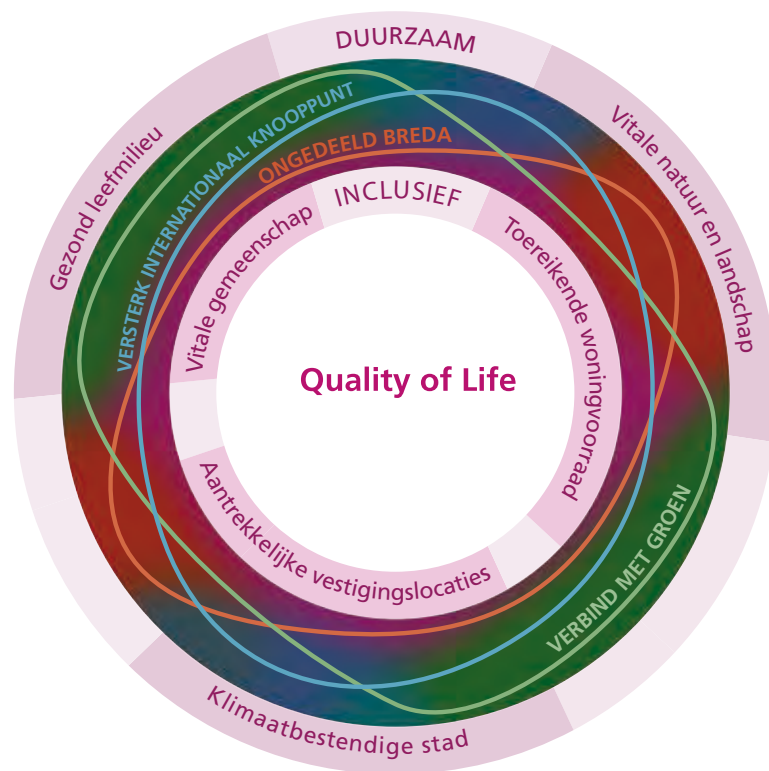 DUURZAAM
Gezond leefmilieu
Vitale natuur en landschap
Klimaatbestendige stad
VERSTERK INTERNATIONAAL KNOOPPUNT
ONGEDEELD BREDA
VERBIND MET GROEN
INCLUSIEF
Vitale gemeenschap
Toereikende woningvoorraad
Aantrekkelijke vestigingslocaties
Quality of Life